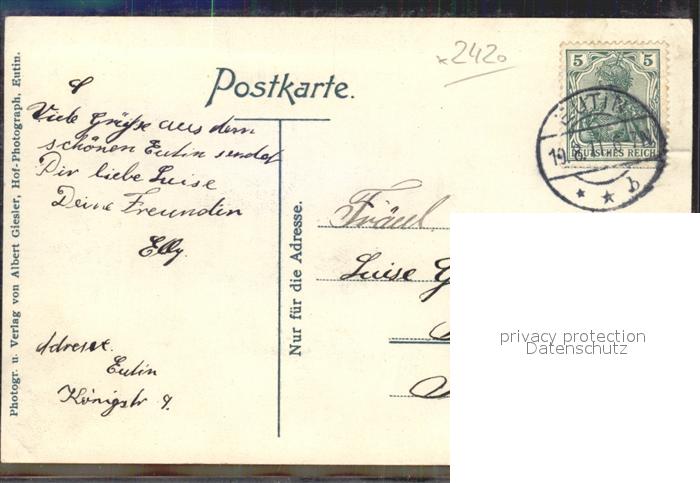 *2420
Postkarte.
5 5
DEUTSCHES REICH
EUTIN
* * b
Viele Grüße aus dem
schönen Eutin sendet
Dir liebe Luise
Deine Freundin
Elly.
Adresse.
Eutin
Königstr 9.
Fräul
Luise G
Nur für die Adresse.
Photogr. u. Verlag von Albert Giesler, Hof-Photograph, Eutin.
privacy protection
Datenschutz